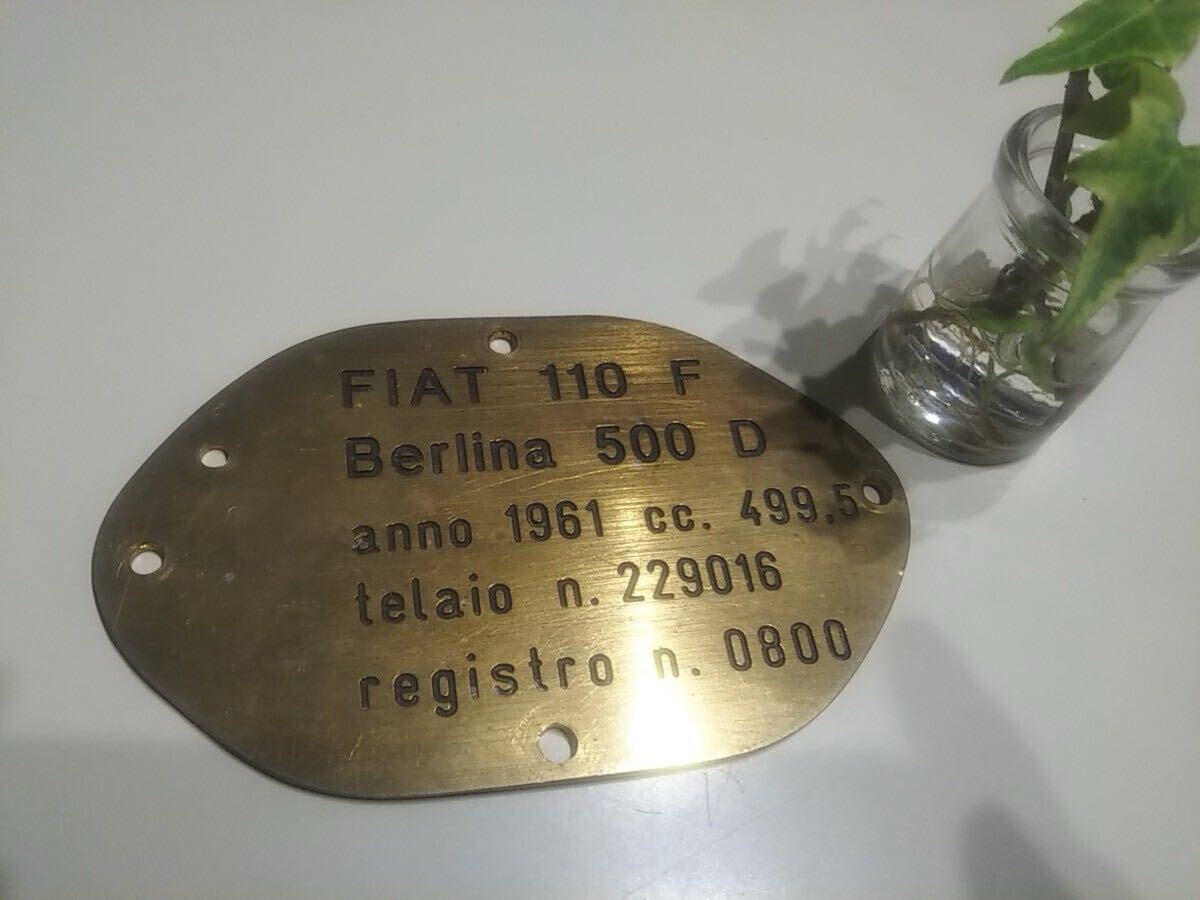 FIAT 110 F
Berlina 500 D
anno 1961 cc. 499,5
telaio n. 229016
registro n. 0800